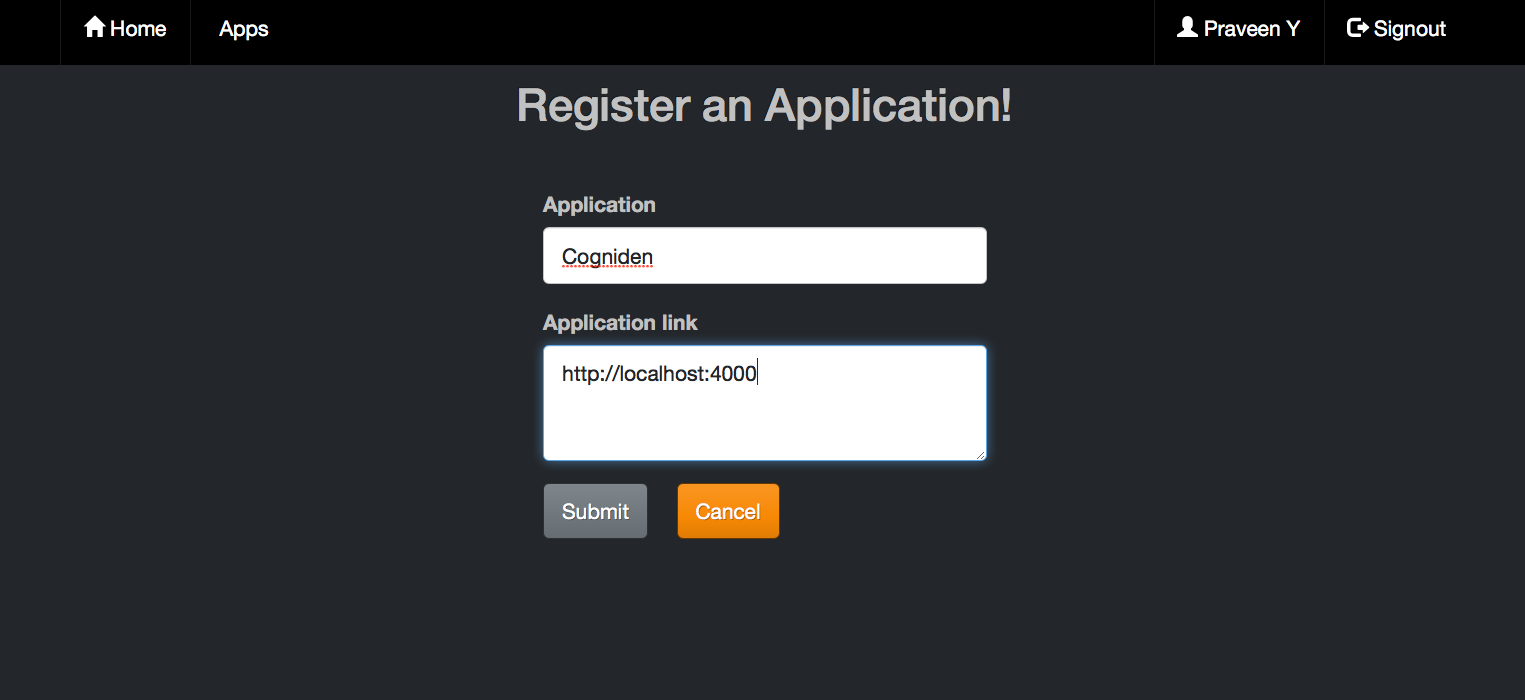 Home Apps Praveen Y Signout
Register an Application!
Application
Cogniden
Application link
http://localhost:4000
Submit Cancel